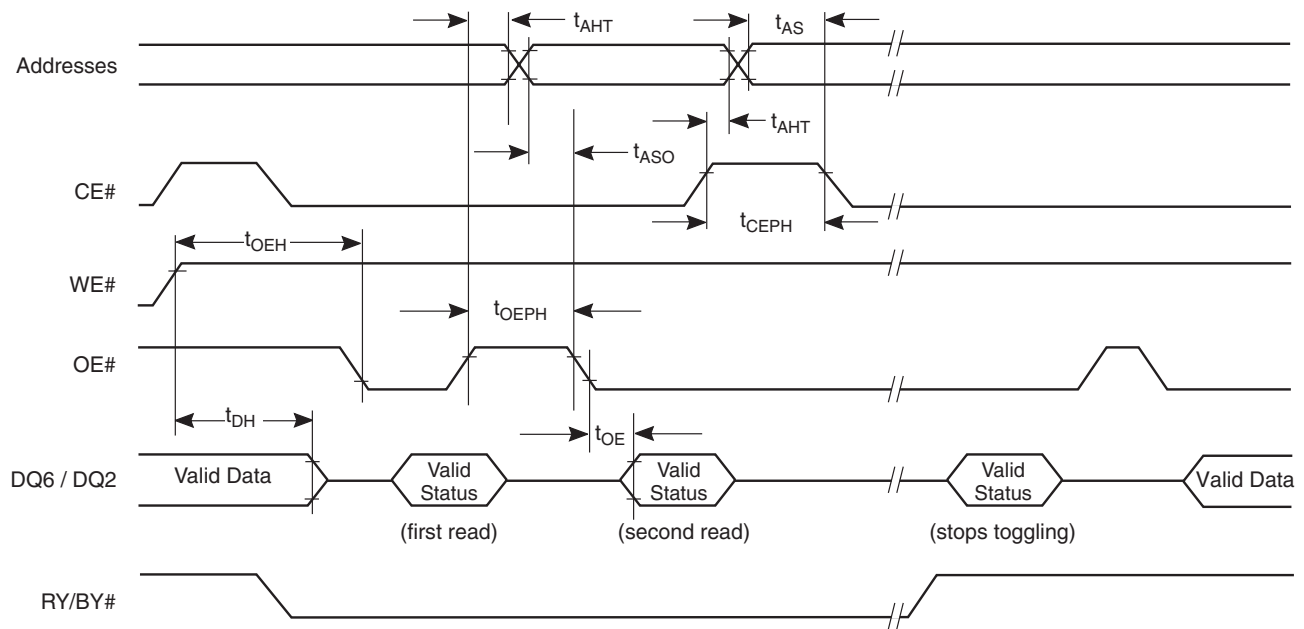 tAHT
tAS
Addresses
tAHT
tASO
CE#
tCEPH
tOEH
WE#
tOEPH
OE#
tDH
tOE
DQ6 / DQ2
Valid Data
Valid
Status
Valid
Status
Valid
Status
Valid Data
(first read)
(second read)
(stops toggling)
RY/BY#